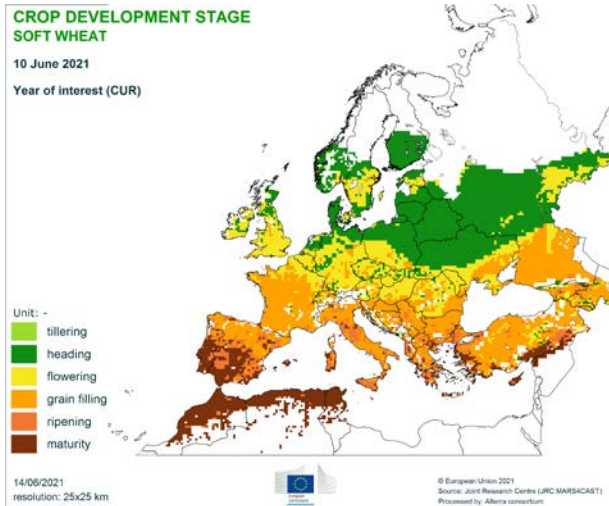 CROP DEVELOPMENT STAGE
SOFT WHEAT
10 June 2021
Year of interest (CUR)
Unit: -
tillering
heading
flowering
grain filling
ripening
maturity
14/06/2021
resolution: 25x25 km
European
Commission
© European Union 2021
Source: Joint Research Centre (JRC MARS4CAST)
Processed by: Alterra consortium